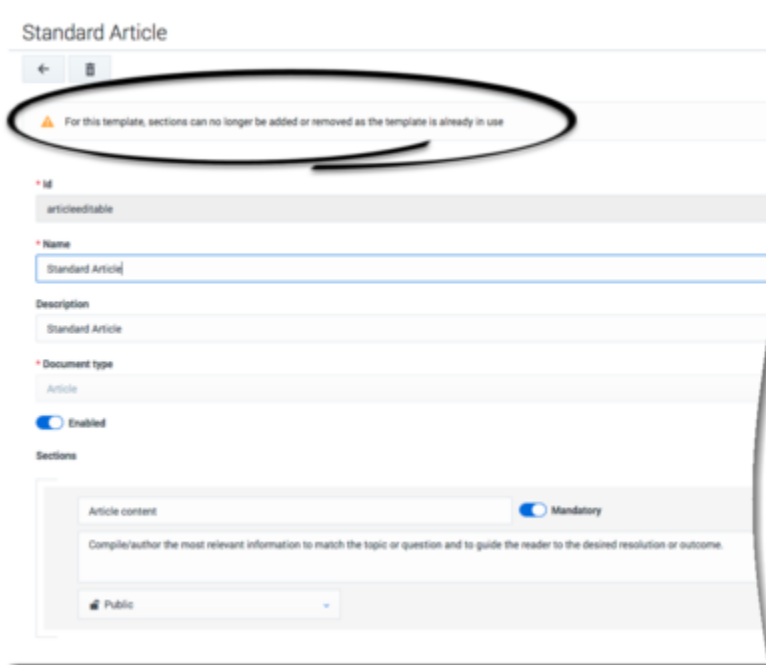 Standard Article
For this template, sections can no longer be added or removed as the template is already in use
* Id
articleeditable
* Name
Standard Article
Description
Standard Article
* Document type
Article
Enabled
Sections
Article content
Mandatory
Compile/author the most relevant information to match the topic or question and to guide the reader to the desired resolution or outcome.
Public